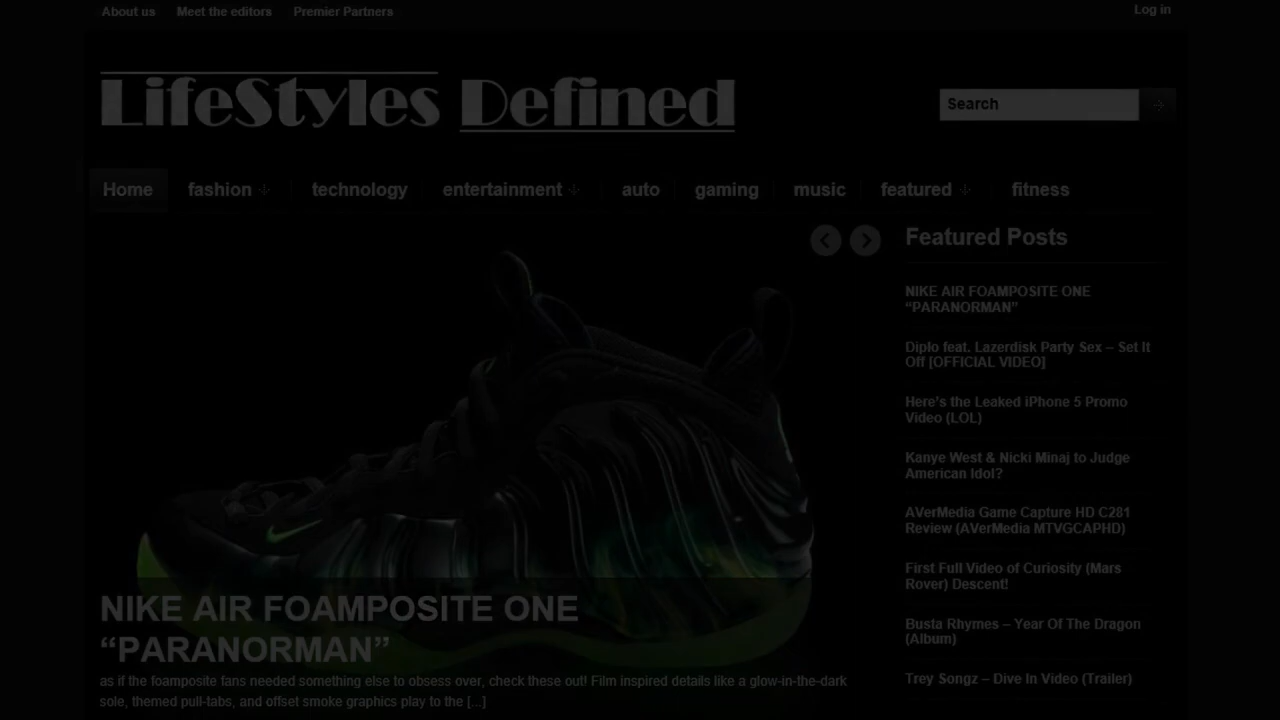 About us Meet the editors Premier Partners Log in
LifeStyles Defined
Search
Home fashion technology entertainment auto gaming music featured fitness
Featured Posts
NIKE AIR FOAMPOSITE ONE
“PARANORMAN”
Diplo feat. Lazerdisk Party Sex – Set It
Off [OFFICIAL VIDEO]
Here’s the Leaked iPhone 5 Promo
Video (LOL)
Kanye West & Nicki Minaj to Judge
American Idol?
AVerMedia Game Capture HD C281
Review (AVerMedia MTVGCAPHD)
First Full Video of Curiosity (Mars
Rover) Descent!
Busta Rhymes – Year Of The Dragon
(Album)
Trey Songz – Dive In Video (Trailer)
NIKE AIR FOAMPOSITE ONE
“PARANORMAN”
as if the foamposite fans needed something else to obsess over, check these out! Film inspired details like a glow-in-the-dark
sole, themed pull-tabs, and offset smoke graphics play to the [...]